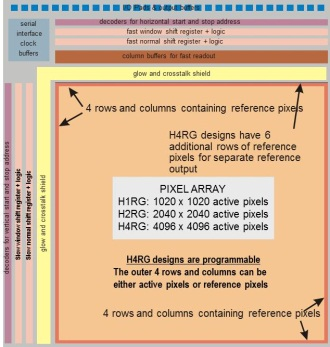 I/O Pads & output buffers
serial
interface
clock
buffers
decoders for horizontal start and stop address
fast window shift register + logic
fast normal shift register + logic
column buffers for fast readout
glow and crosstalk shield
4 rows and columns containing reference pixels
H4RG designs have 6
additional rows of reference
pixels for separate reference
output
PIXEL ARRAY
H1RG: 1020 x 1020 active pixels
H2RG: 2040 x 2040 active pixels
H4RG: 4096 x 4096 active pixels
H4RG designs are programmable
The outer 4 rows and columns can be
either active pixels or reference pixels
4 rows and columns containing reference pixels
decoders for vertical start and stop address
Slow window shift register + logic
Slow normal shift register + logic
glow and crosstalk shield